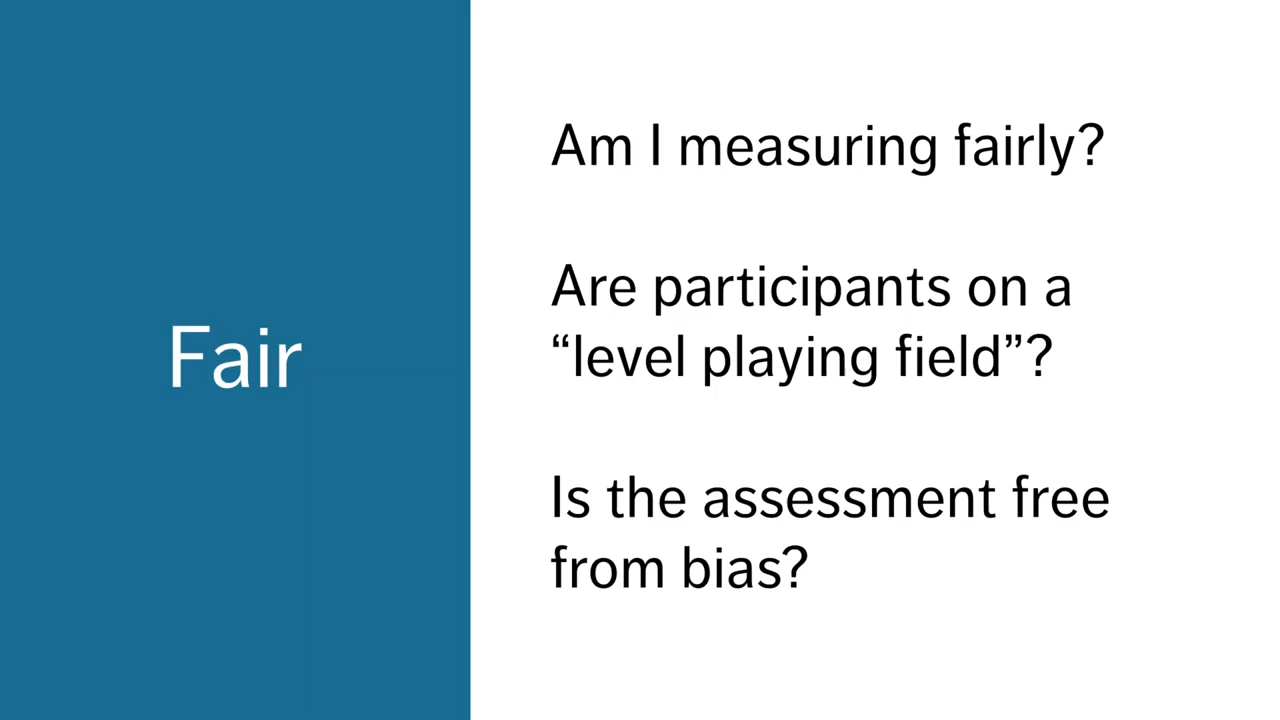 Fair
Am I measuring fairly?
Are participants on a
“level playing field”?
Is the assessment free
from bias?